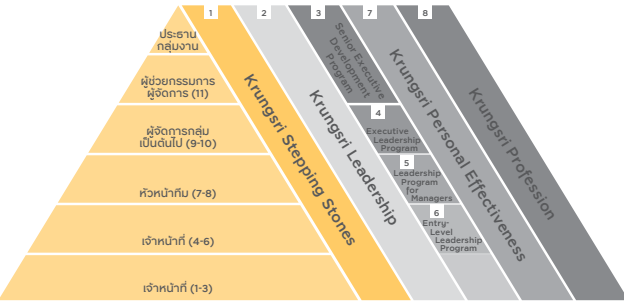 1
2
3
7
8
ประธาน
กลุ่มงาน
ผู้ช่วยกรรมการ
ผู้จัดการ (11)
ผู้จัดการกลุ่ม
เป็นต้นไป (9-10)
หัวหน้าทีม (7-8)
เจ้าหน้าที่ (4-6)
เจ้าหน้าที่ (1-3)
Krungsri Stepping Stones
Krungsri Leadership
Senior Executive
Development
Program
4
Executive
Leadership
Program
5
Leadership
Program
for
Managers
6
Entry-
Level
Leadership
Program
Krungsri Personal Effectiveness
Krungsri Profession